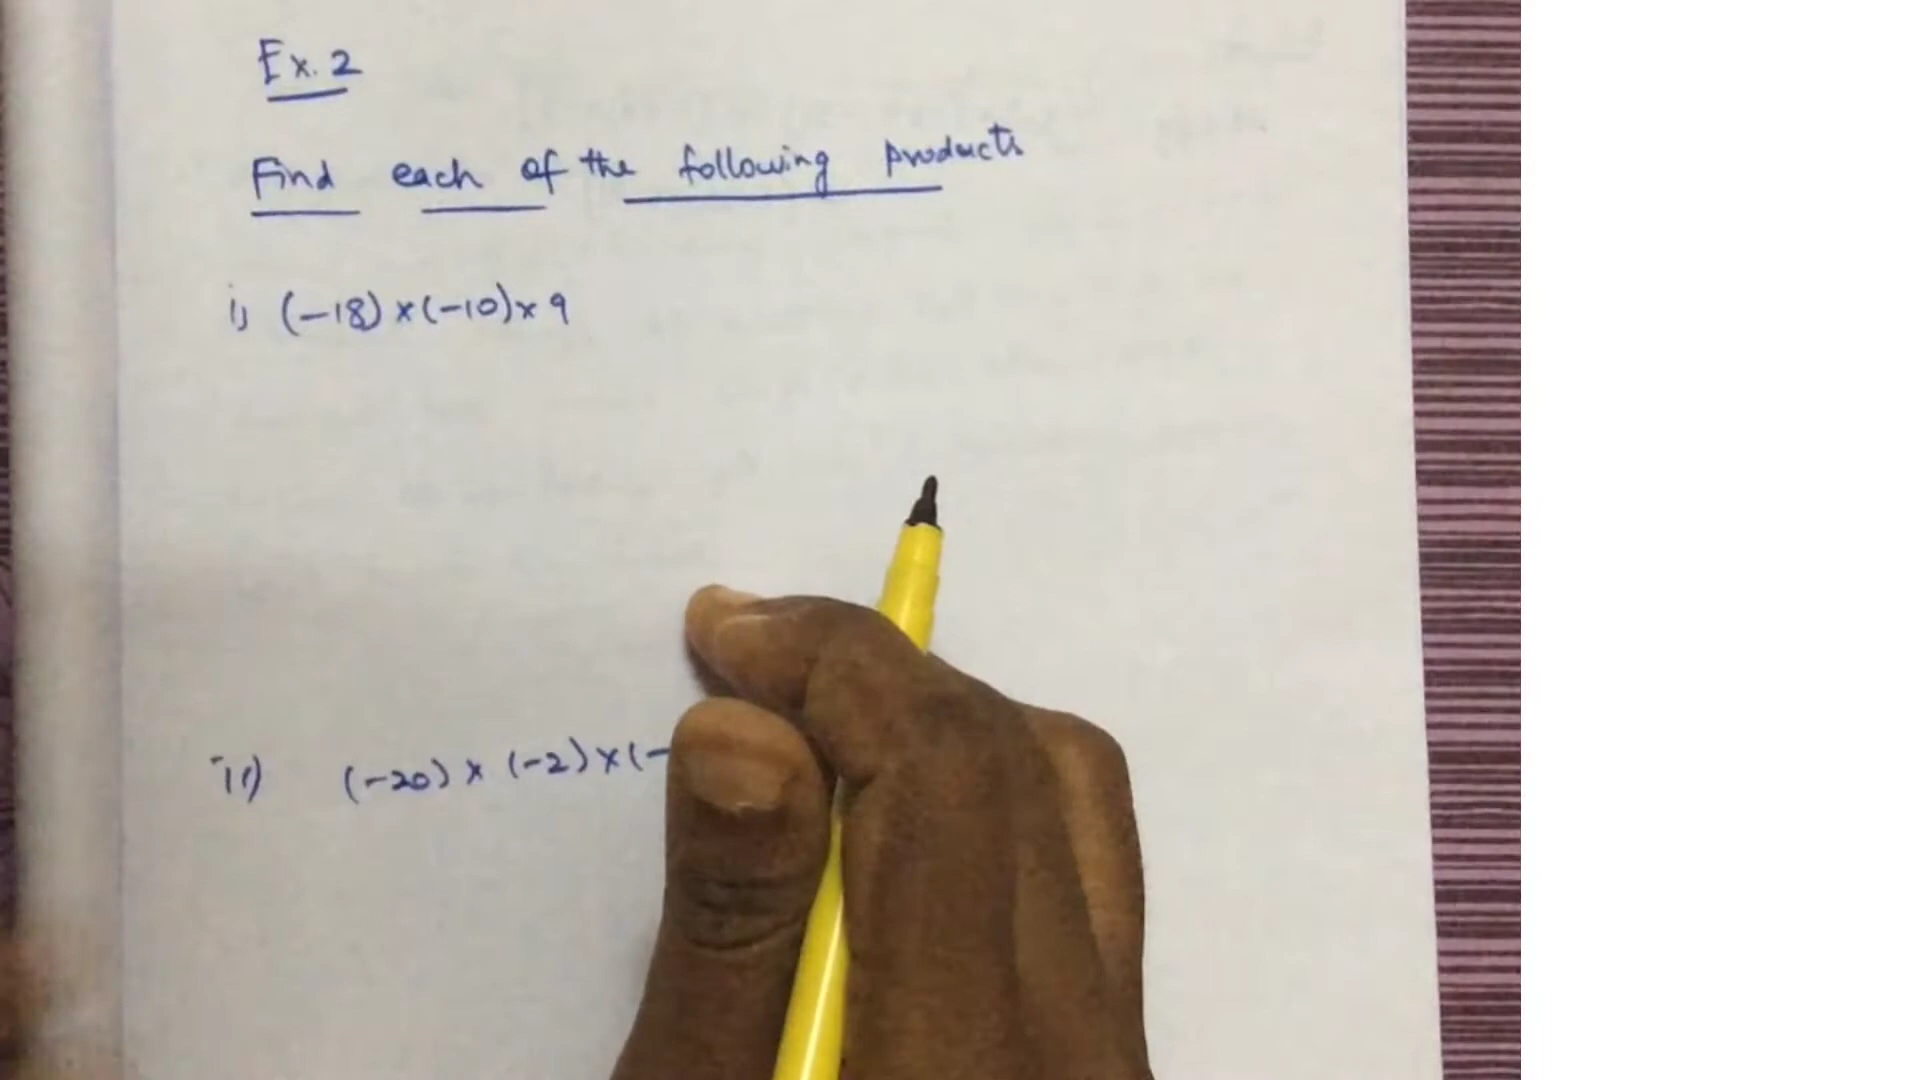 Ex. 2
Find each of the following products
i) (-18) x (-10) x 9
ii) (-20) x (-2) x (-